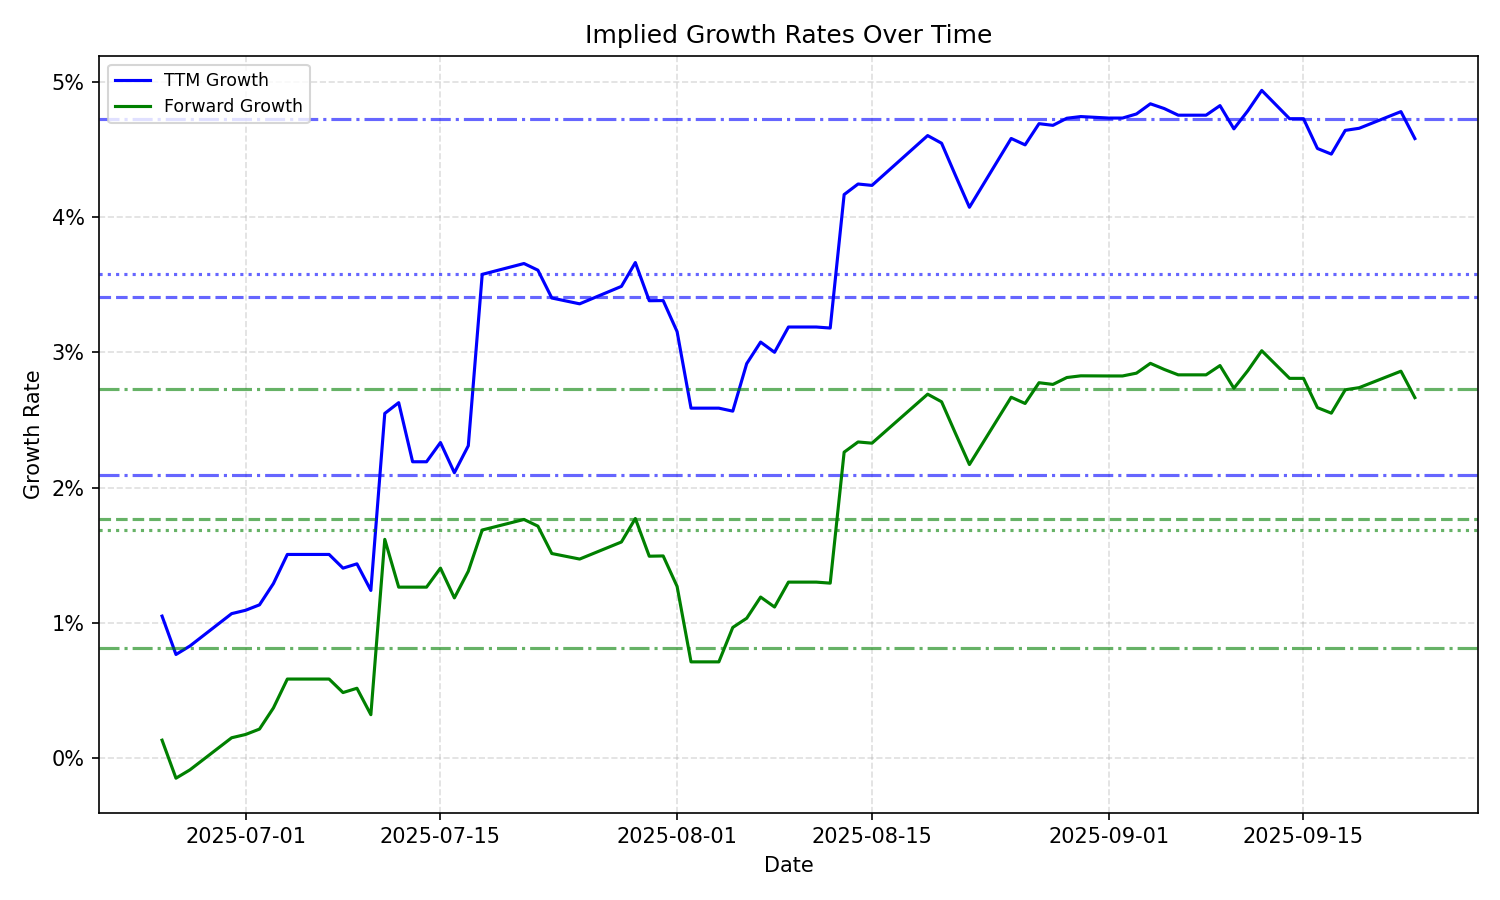 Implied Growth Rates Over Time
TTM Growth
Forward Growth
5%
4%
3%
2%
1%
0%
Growth Rate
2025-07-01
2025-07-15
2025-08-01
2025-08-15
2025-09-01
2025-09-15
Date